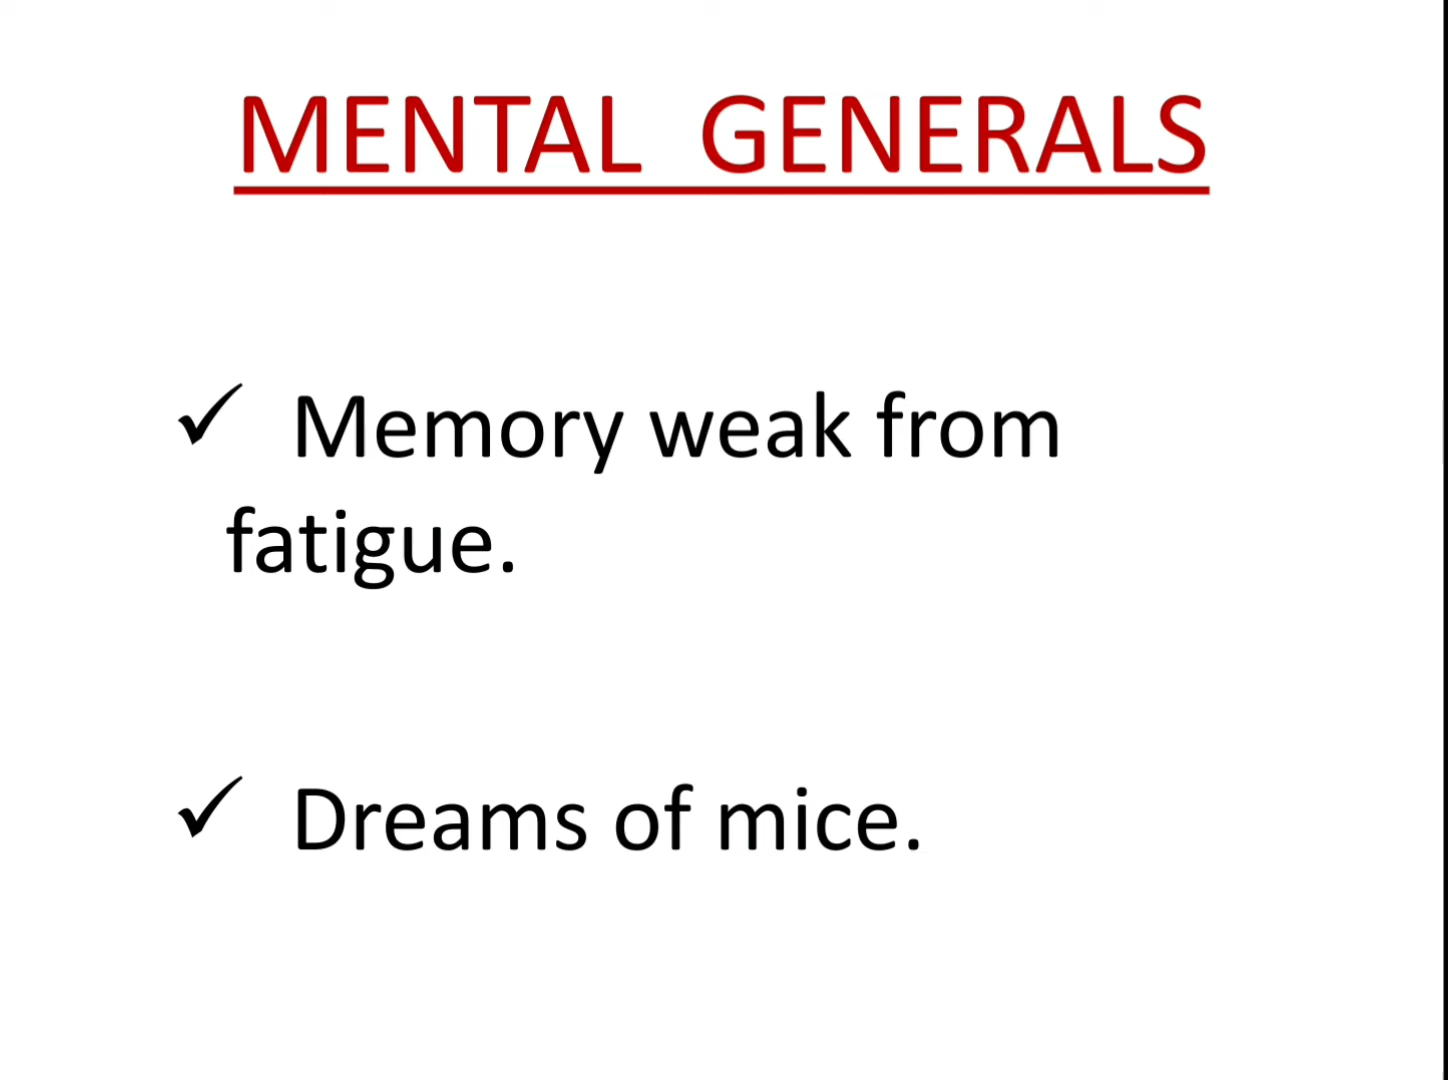 MENTAL GENERALS
✓ Memory weak from
fatigue.
✓ Dreams of mice.